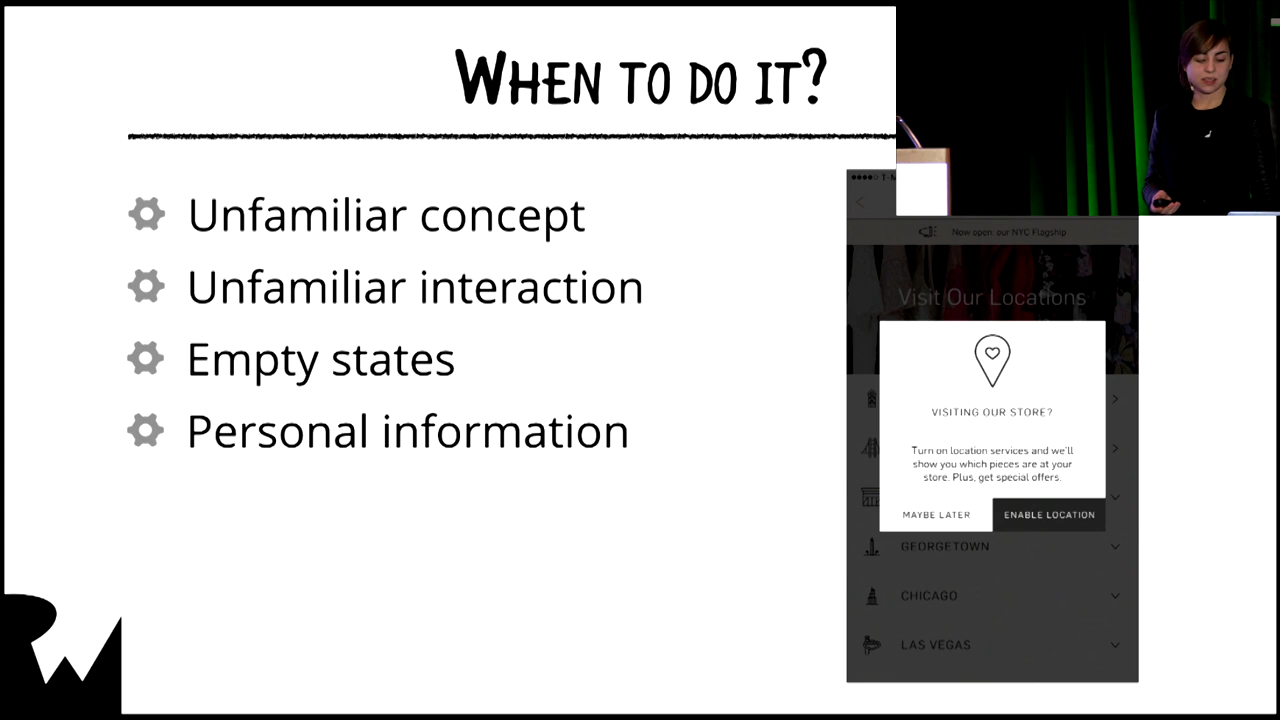 WHEN TO DO IT?
Unfamiliar concept
Unfamiliar interaction
Empty states
Personal information
T-M
Now open: our NYC Flagship
Visit Our Locations
VISITING OUR STORE?
Turn on location services and we'll
show you which pieces are at your
store. Plus, get special offers.
MAYBE LATER
ENABLE LOCATION
GEORGETOWN
CHICAGO
LAS VEGAS
RW